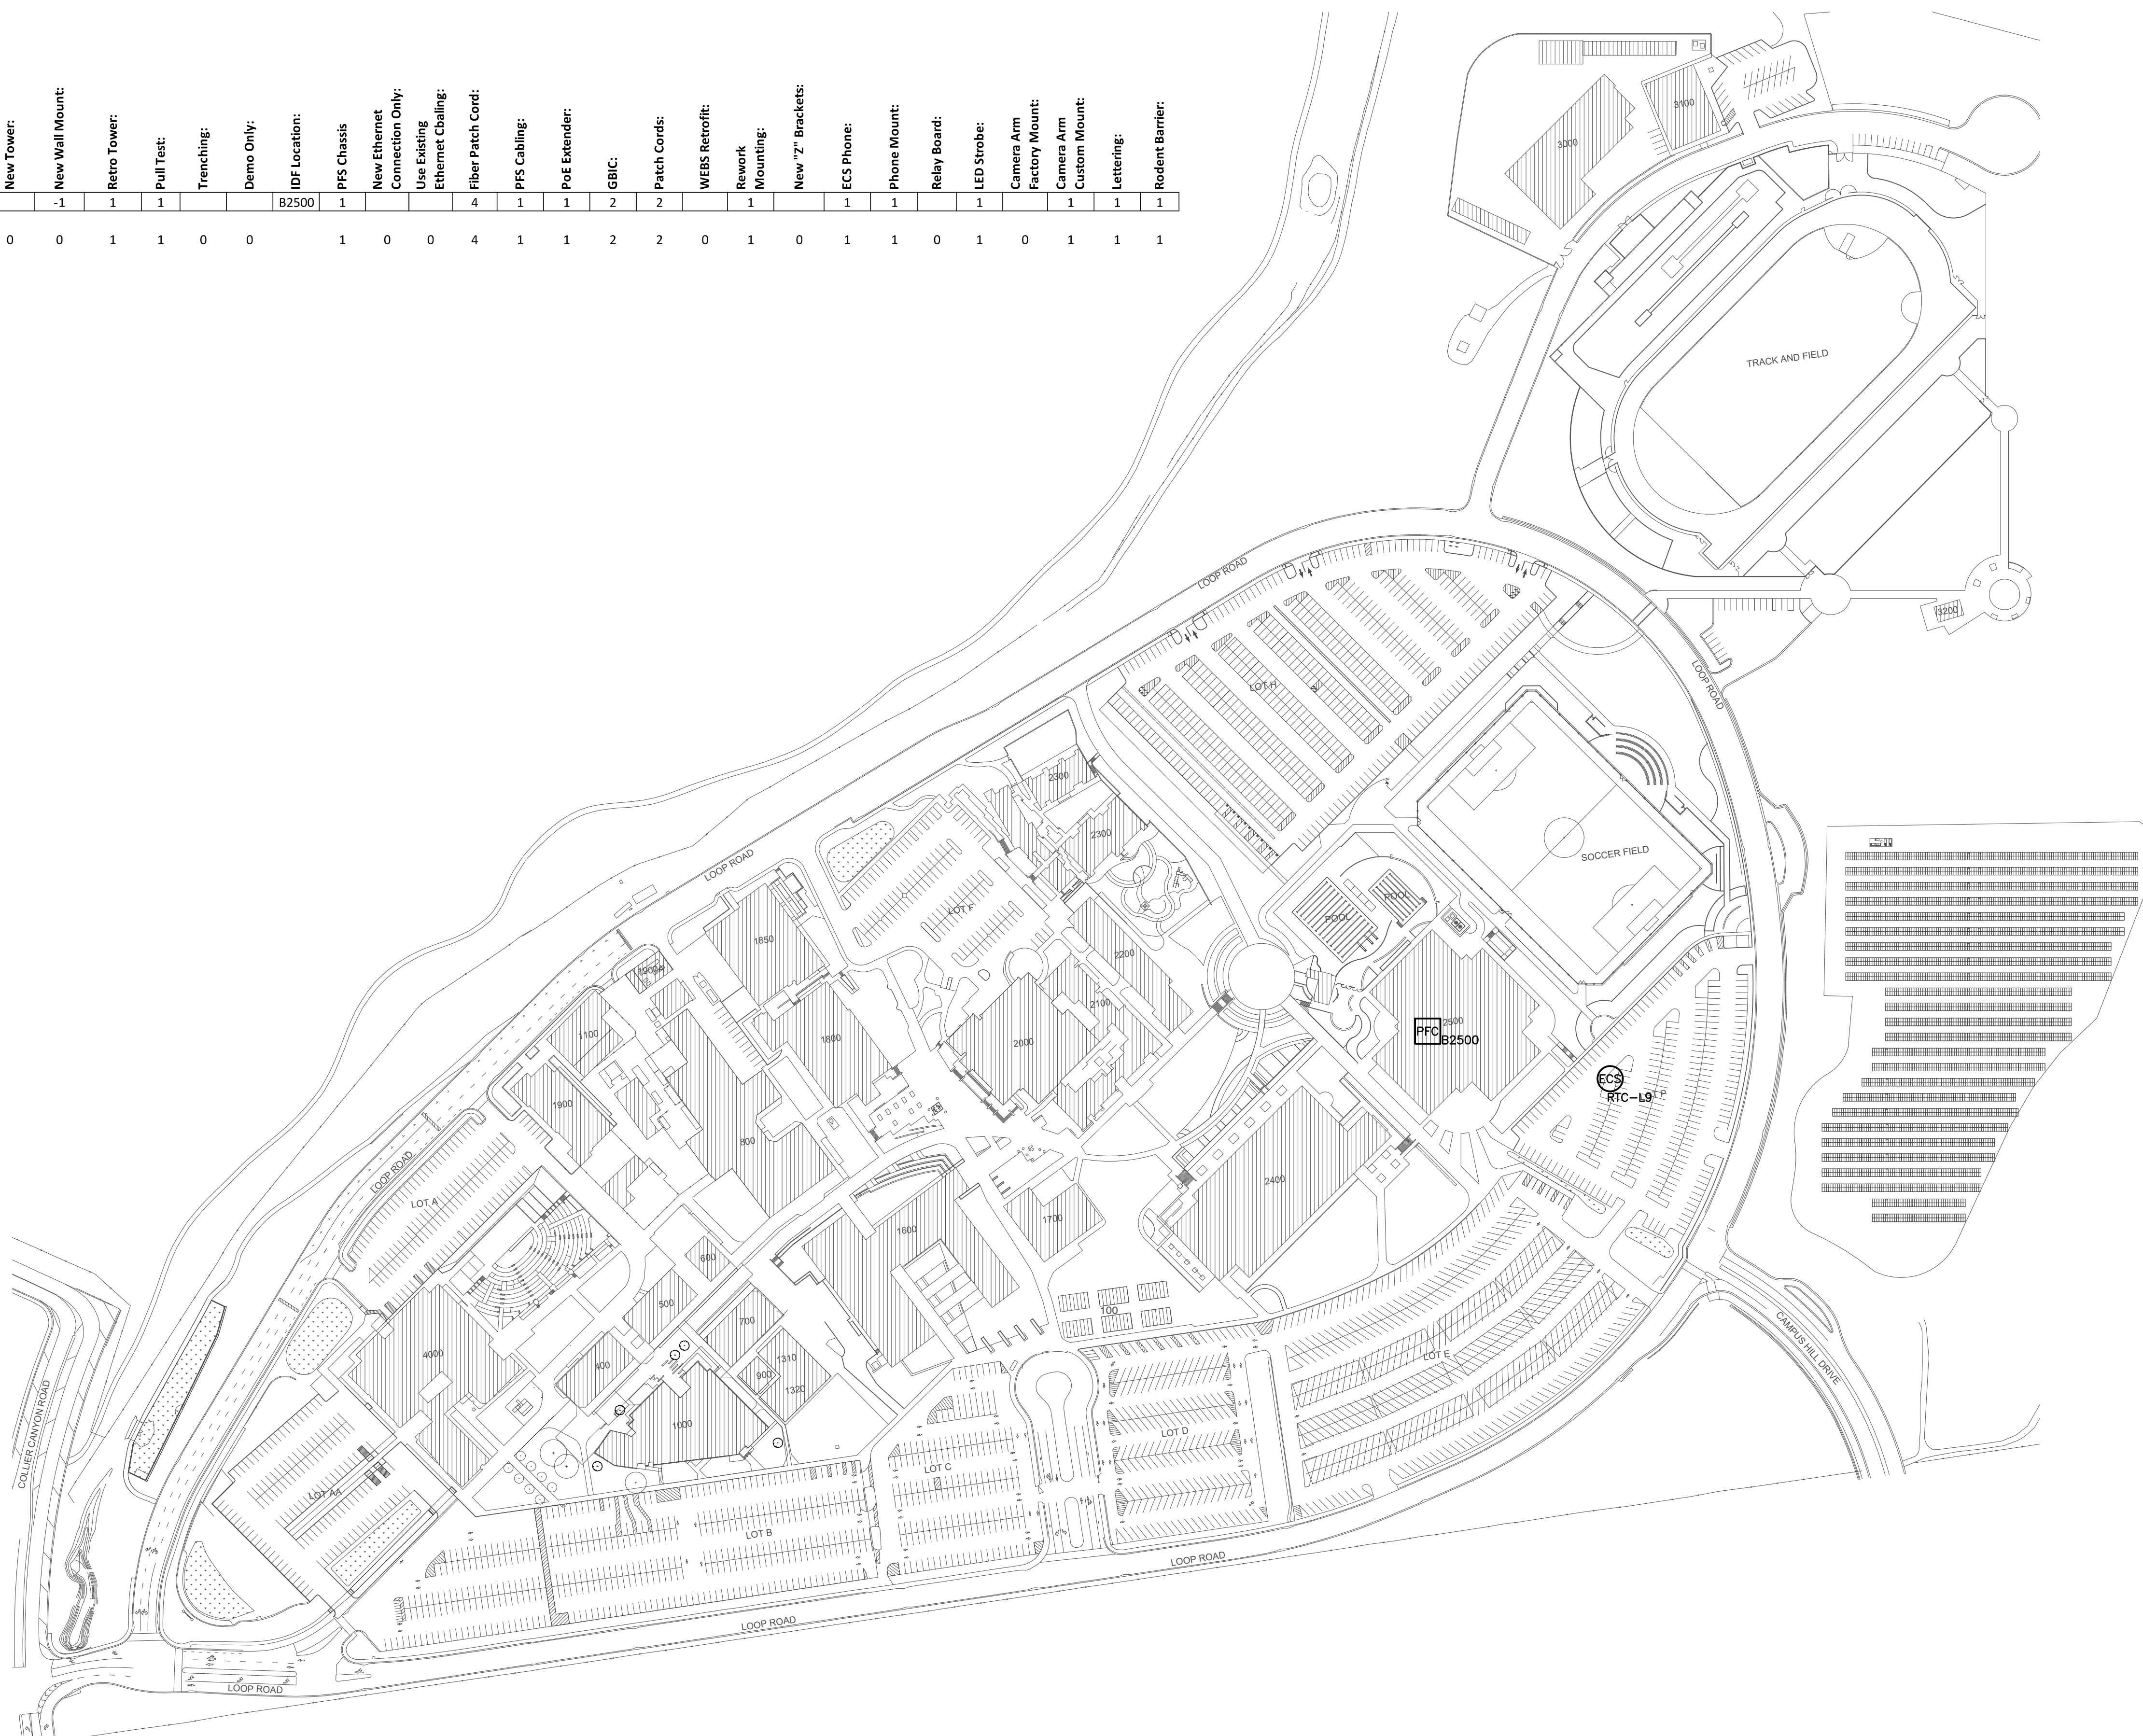 New Tower:
New Wall Mount:
Retro Tower:
Pull Test:
Trenching:
Demo Only:
IDF Location:
PFS Chassis
New Ethernet
Connection Only:
Use Existing
Ethernet Cbaling:
Fiber Patch Cord:
PFS Cabling:
PoE Extender:
GBIC:
Patch Cords:
WEBS Retrofit:
Rework
Mounting:
New "Z" Brackets:
ECS Phone:
Phone Mount:
Relay Board:
LED Strobe:
Camera Arm
Factory Mount:
Camera Arm
Custom Mount:
Lettering:
Rodent Barrier:
-1 1 1 B2500 1 4 1 1 2 2 1 1 1 1 1 1 1
0 0 1 1 0 0 1 0 0 4 1 1 2 2 0 1 0 1 1 0 1 0 1 1 1
3100
3000
TRACK AND FIELD
3200
LOOP ROAD
LOOP ROAD
LOT H
2300
2300
SOCCER FIELD
LOOP ROAD
POOL
POOL
LOT F
1850
2200
1900A
2100
2500
PFC
B2500
1100
1800
2000
ECS
RTC-L9
LOT P
1900
800
LOOP ROAD
LOT A
2400
1700
1600
600
500
700
100
CAMPUS HILL DRIVE
4000
400
1310
900
1320
LOT E
COLLIER CANYON ROAD
1000
LOT D
LOT C
LOT AA
LOT B
LOOP ROAD
LOOP ROAD
LOOP ROAD